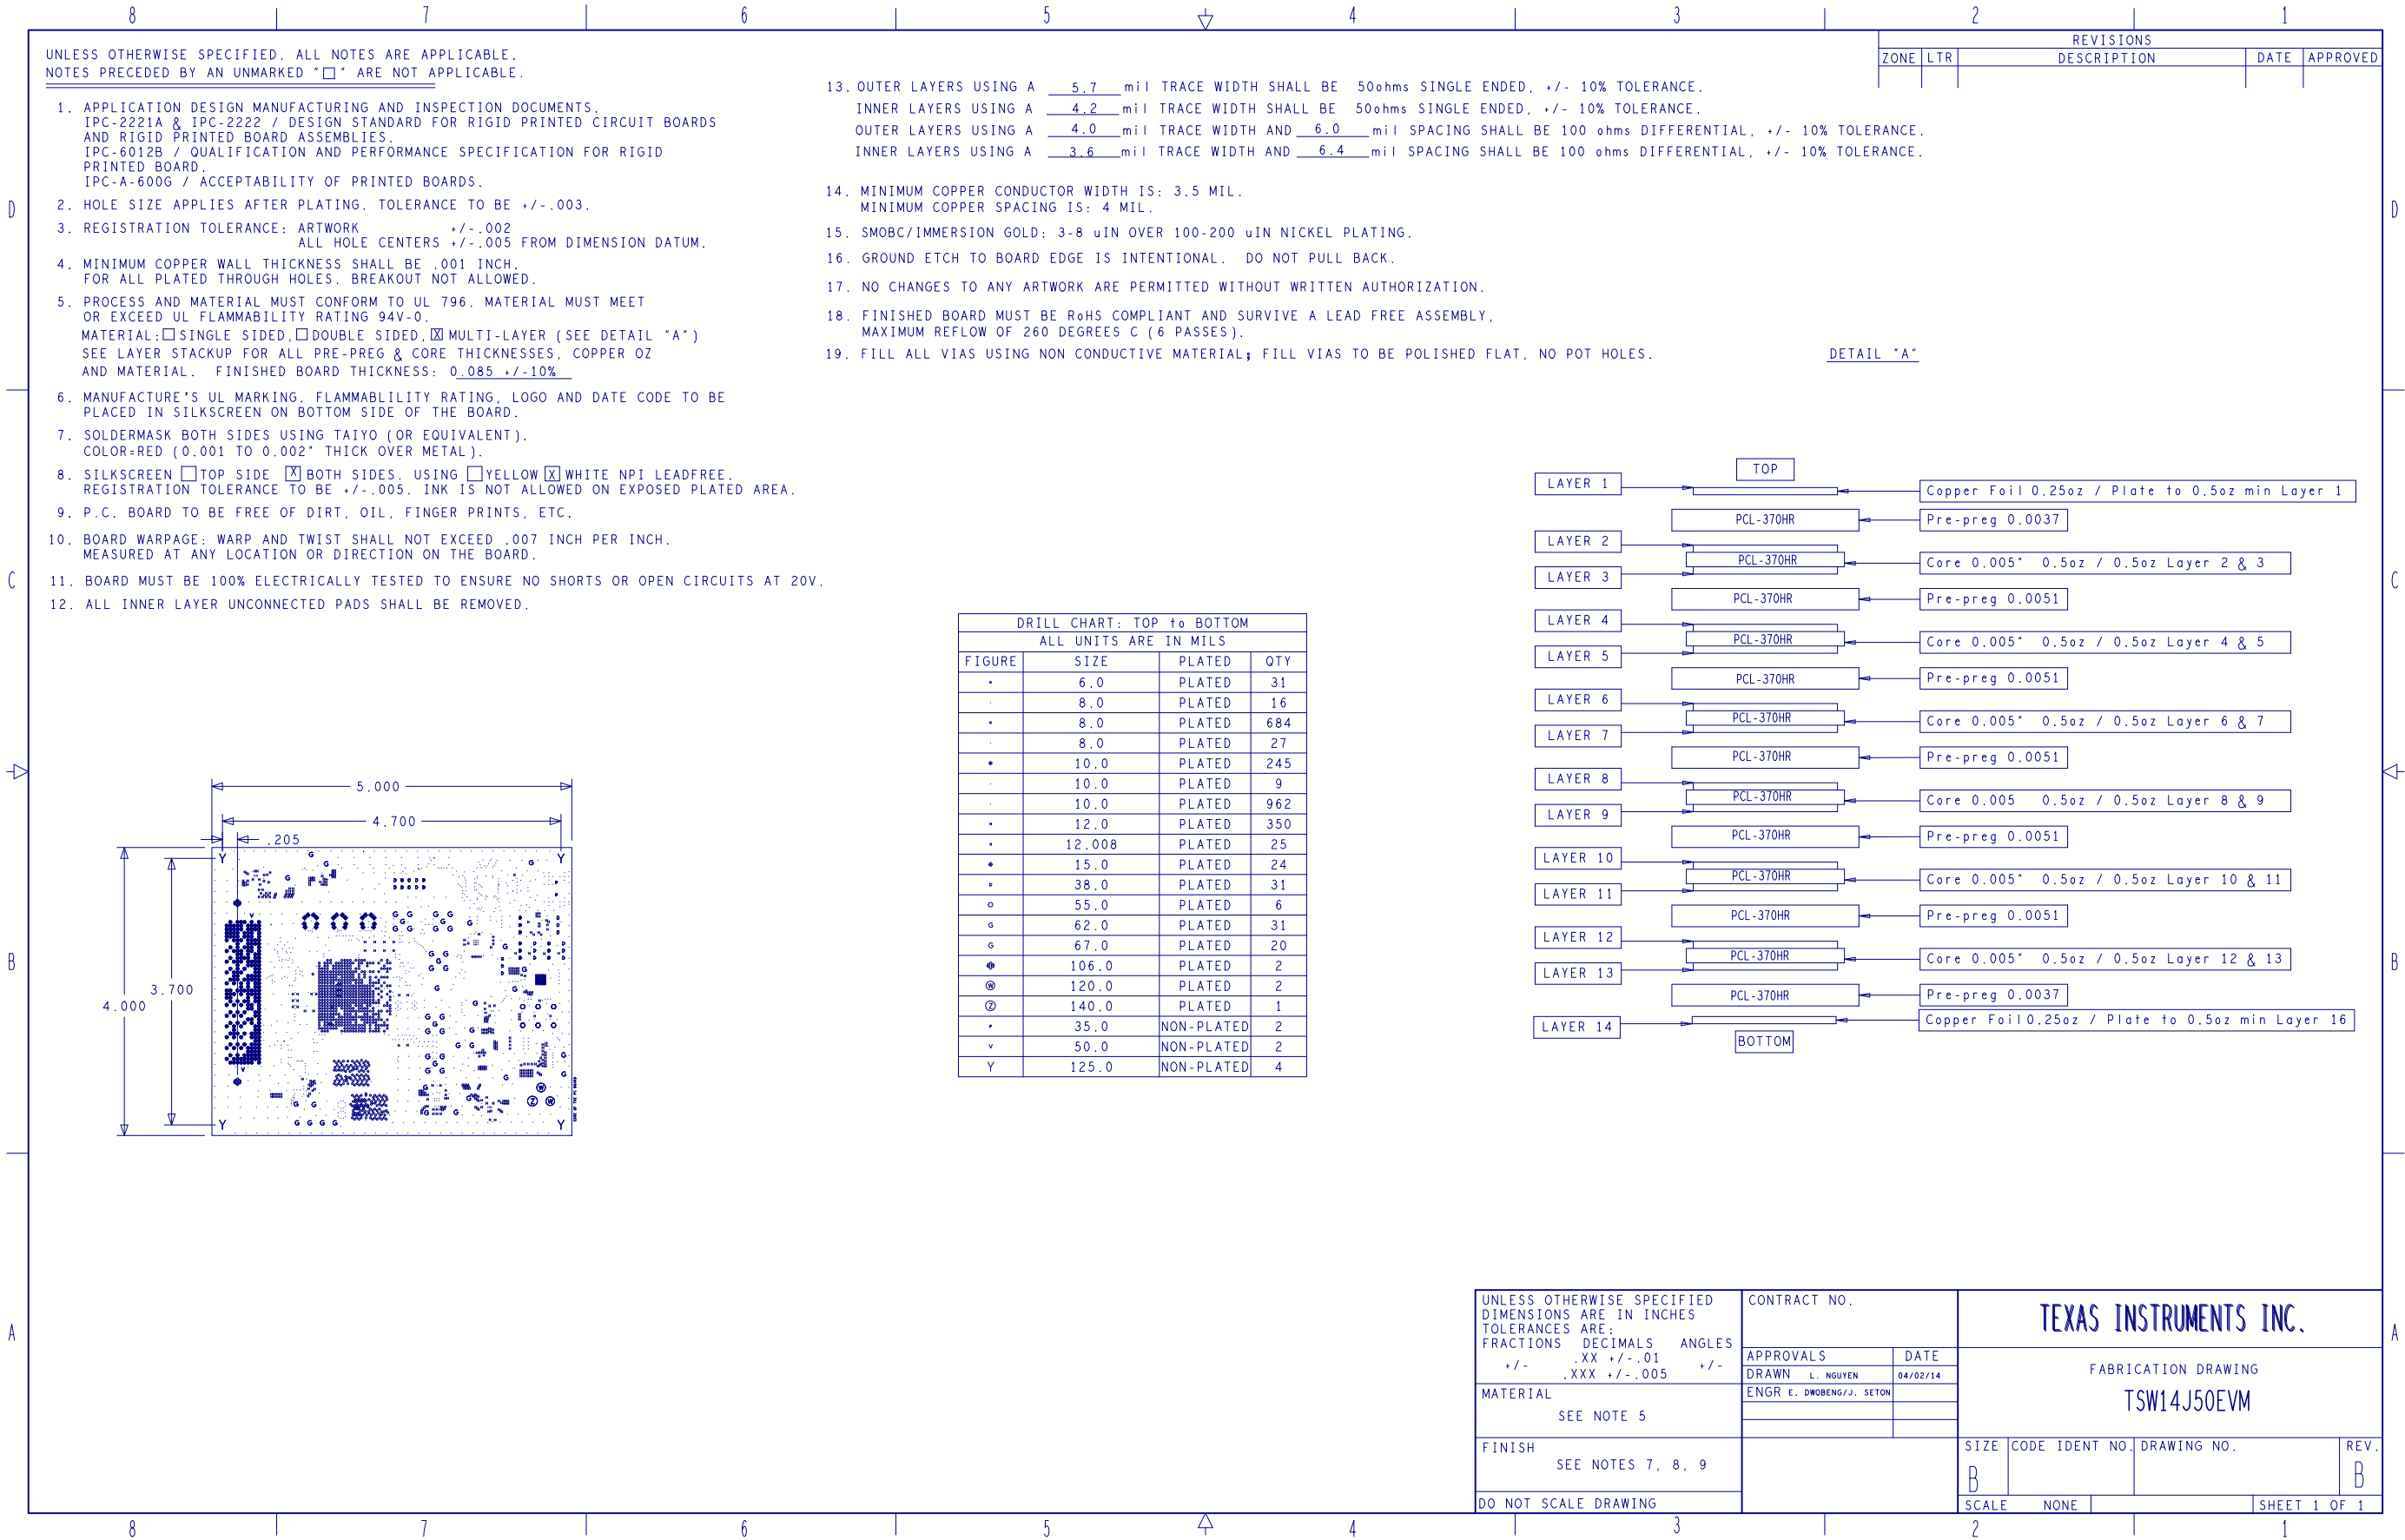 8 7 6 5 4 3 2 1
UNLESS OTHERWISE SPECIFIED. ALL NOTES ARE APPLICABLE.
NOTES PRECEDED BY AN UNMARKED "☐" ARE NOT APPLICABLE.
1. APPLICATION DESIGN MANUFACTURING AND INSPECTION DOCUMENTS.
IPC-2221A & IPC-2222 / DESIGN STANDARD FOR RIGID PRINTED CIRCUIT BOARDS
AND RIGID PRINTED BOARD ASSEMBLIES.
IPC-6012B / QUALIFICATION AND PERFORMANCE SPECIFICATION FOR RIGID
PRINTED BOARD.
IPC-A-600G / ACCEPTABILITY OF PRINTED BOARDS.
2. HOLE SIZE APPLIES AFTER PLATING. TOLERANCE TO BE +/-.003.
3. REGISTRATION TOLERANCE: ARTWORK +/-.002
ALL HOLE CENTERS +/-.005 FROM DIMENSION DATUM.
4. MINIMUM COPPER WALL THICKNESS SHALL BE .001 INCH.
FOR ALL PLATED THROUGH HOLES. BREAKOUT NOT ALLOWED.
5. PROCESS AND MATERIAL MUST CONFORM TO UL 796. MATERIAL MUST MEET
OR EXCEED UL FLAMMABILITY RATING 94V-0.
MATERIAL: ☐ SINGLE SIDED, ☐ DOUBLE SIDED, ☒ MULTI-LAYER (SEE DETAIL "A")
SEE LAYER STACKUP FOR ALL PRE-PREG & CORE THICKNESSES, COPPER OZ
AND MATERIAL. FINISHED BOARD THICKNESS: 0.085 +/-10%
6. MANUFACTURE'S UL MARKING. FLAMMABLILITY RATING, LOGO AND DATE CODE TO BE
PLACED IN SILKSCREEN ON BOTTOM SIDE OF THE BOARD.
7. SOLDERMASK BOTH SIDES USING TAIYO (OR EQUIVALENT).
COLOR=RED (0.001 TO 0.002" THICK OVER METAL).
8. SILKSCREEN ☐ TOP SIDE ☒ BOTH SIDES. USING ☐ YELLOW ☒ WHITE NPI LEADFREE.
REGISTRATION TOLERANCE TO BE +/-.005. INK IS NOT ALLOWED ON EXPOSED PLATED AREA.
9. P.C. BOARD TO BE FREE OF DIRT, OIL, FINGER PRINTS, ETC.
10. BOARD WARPAGE: WARP AND TWIST SHALL NOT EXCEED .007 INCH PER INCH.
MEASURED AT ANY LOCATION OR DIRECTION ON THE BOARD.
11. BOARD MUST BE 100% ELECTRICALLY TESTED TO ENSURE NO SHORTS OR OPEN CIRCUITS AT 20V.
12. ALL INNER LAYER UNCONNECTED PADS SHALL BE REMOVED.
13. OUTER LAYERS USING A 5.7 mil TRACE WIDTH SHALL BE 50ohms SINGLE ENDED, +/- 10% TOLERANCE.
INNER LAYERS USING A 4.2 mil TRACE WIDTH SHALL BE 50ohms SINGLE ENDED, +/- 10% TOLERANCE.
OUTER LAYERS USING A 4.0 mil TRACE WIDTH AND 6.0 mil SPACING SHALL BE 100 ohms DIFFERENTIAL, +/- 10% TOLERANCE.
INNER LAYERS USING A 3.6 mil TRACE WIDTH AND 6.4 mil SPACING SHALL BE 100 ohms DIFFERENTIAL, +/- 10% TOLERANCE.
14. MINIMUM COPPER CONDUCTOR WIDTH IS: 3.5 MIL.
MINIMUM COPPER SPACING IS: 4 MIL.
15. SMOBC/IMMERSION GOLD: 3-8 uIN OVER 100-200 uIN NICKEL PLATING.
16. GROUND ETCH TO BOARD EDGE IS INTENTIONAL. DO NOT PULL BACK.
17. NO CHANGES TO ANY ARTWORK ARE PERMITTED WITHOUT WRITTEN AUTHORIZATION.
18. FINISHED BOARD MUST BE RoHS COMPLIANT AND SURVIVE A LEAD FREE ASSEMBLY,
MAXIMUM REFLOW OF 260 DEGREES C (6 PASSES).
19. FILL ALL VIAS USING NON CONDUCTIVE MATERIAL; FILL VIAS TO BE POLISHED FLAT, NO POT HOLES.
DETAIL "A"
REVISIONS
ZONE LTR DESCRIPTION DATE APPROVED
D D
C C
B B
A A
DRILL CHART: TOP to BOTTOM
ALL UNITS ARE IN MILS
FIGURE SIZE PLATED QTY
6.0 PLATED 31
8.0 PLATED 16
8.0 PLATED 684
8.0 PLATED 27
10.0 PLATED 245
10.0 PLATED 9
10.0 PLATED 962
12.0 PLATED 350
12.008 PLATED 25
15.0 PLATED 24
38.0 PLATED 31
55.0 PLATED 6
G 62.0 PLATED 31
G 67.0 PLATED 20
106.0 PLATED 2
W 120.0 PLATED 2
Z 140.0 PLATED 1
35.0 NON-PLATED 2
V 50.0 NON-PLATED 2
Y 125.0 NON-PLATED 4
5.000
4.700
.205
4.000
3.700
Y Y
Y Y
TOP
LAYER 1 Copper Foil 0.25oz / Plate to 0.5oz min Layer 1
PCL-370HR Pre-preg 0.0037
LAYER 2
PCL-370HR Core 0.005" 0.5oz / 0.5oz Layer 2 & 3
LAYER 3
PCL-370HR Pre-preg 0.0051
LAYER 4
PCL-370HR Core 0.005" 0.5oz / 0.5oz Layer 4 & 5
LAYER 5
PCL-370HR Pre-preg 0.0051
LAYER 6
PCL-370HR Core 0.005" 0.5oz / 0.5oz Layer 6 & 7
LAYER 7
PCL-370HR Pre-preg 0.0051
LAYER 8
PCL-370HR Core 0.005 0.5oz / 0.5oz Layer 8 & 9
LAYER 9
PCL-370HR Pre-preg 0.0051
LAYER 10
PCL-370HR Core 0.005" 0.5oz / 0.5oz Layer 10 & 11
LAYER 11
PCL-370HR Pre-preg 0.0051
LAYER 12
PCL-370HR Core 0.005" 0.5oz / 0.5oz Layer 12 & 13
LAYER 13
PCL-370HR Pre-preg 0.0037
LAYER 14 Copper Foil 0.25oz / Plate to 0.5oz min Layer 16
BOTTOM
UNLESS OTHERWISE SPECIFIED
DIMENSIONS ARE IN INCHES
TOLERANCES ARE:
FRACTIONS DECIMALS ANGLES
+/- .XX +/-.01 +/-
.XXX +/-.005
MATERIAL
SEE NOTE 5
FINISH
SEE NOTES 7, 8, 9
DO NOT SCALE DRAWING
CONTRACT NO.
APPROVALS DATE
DRAWN L. NGUYEN 04/02/14
ENGR E. DWOBENG/J. SETON
TEXAS INSTRUMENTS INC.
FABRICATION DRAWING
TSW14J50EVM
SIZE CODE IDENT NO. DRAWING NO. REV.
B B
SCALE NONE SHEET 1 OF 1
8 7 6 5 4 3 2 1